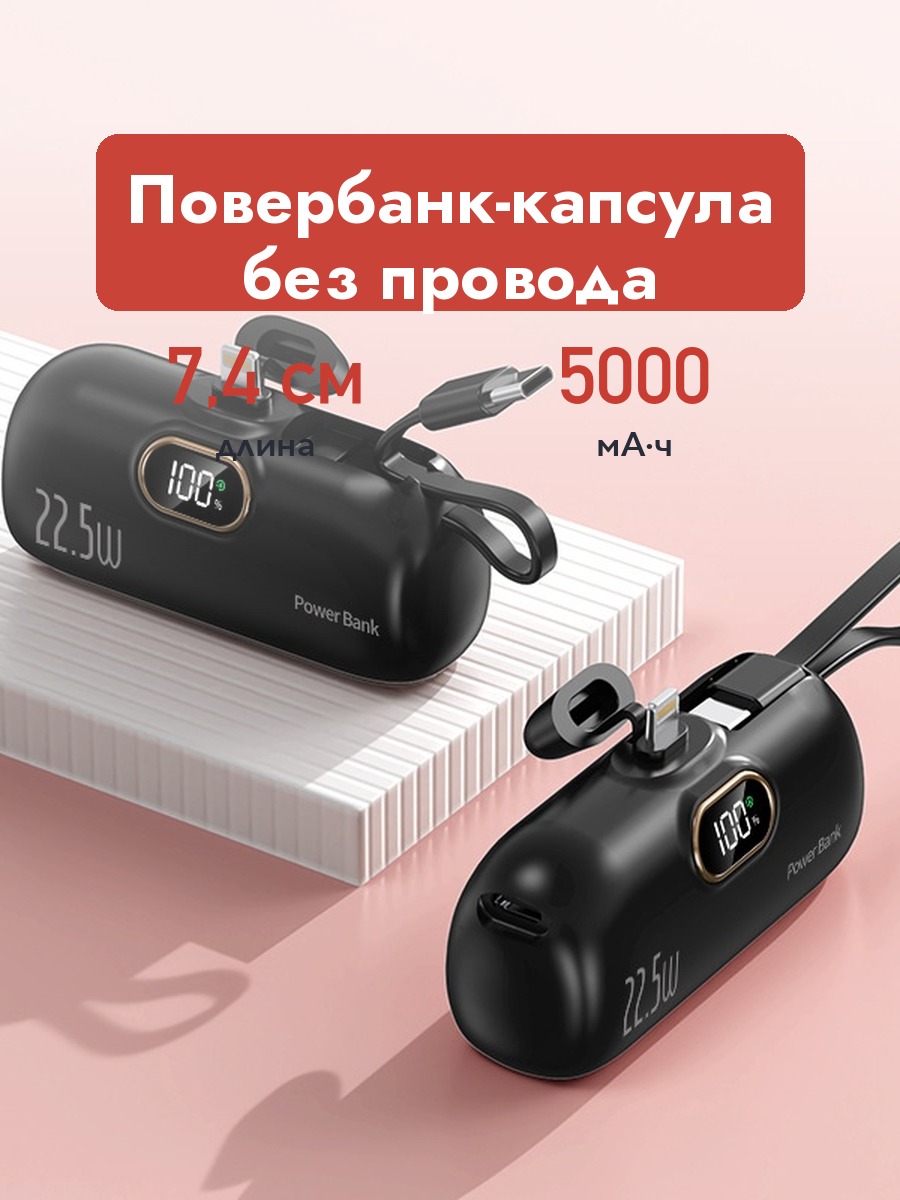 Повербанк-капсула
без провода
7,4 см
5000
длина
мА·ч
100
%
22.5W
Power Bank
100
%
Power Bank
22.5W